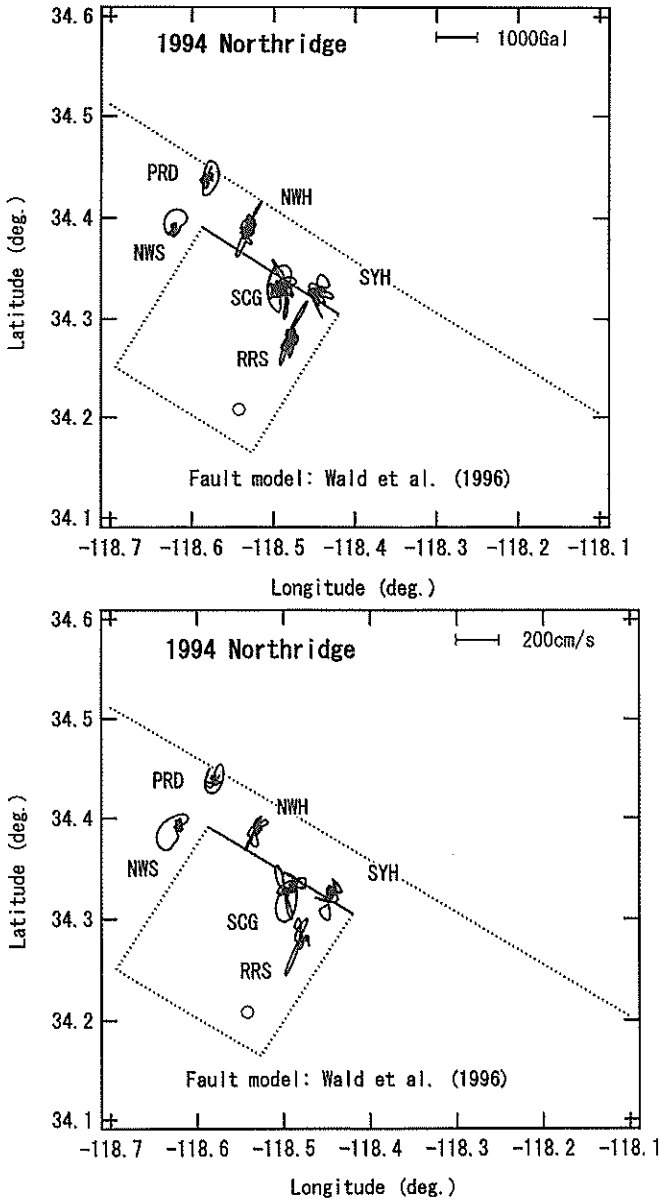 34.6
1994 Northridge
1000Gal
34.5
PRD
NWH
34.4
NWS
SYH
SCG
34.3
RRS
34.2
Fault model: Wald et al. (1996)
34.1
-118.7 -118.6 -118.5 -118.4 -118.3 -118.2 -118.1
Longitude (deg.)
Latitude (deg.)
34.6
1994 Northridge
200cm/s
34.5
PRD
NWH
34.4
NWS
SYH
34.3
SCG
RRS
34.2
Fault model: Wald et al. (1996)
34.1
-118.7 -118.6 -118.5 -118.4 -118.3 -118.2 -118.1
Longitude (deg.)
Latitude (deg.)